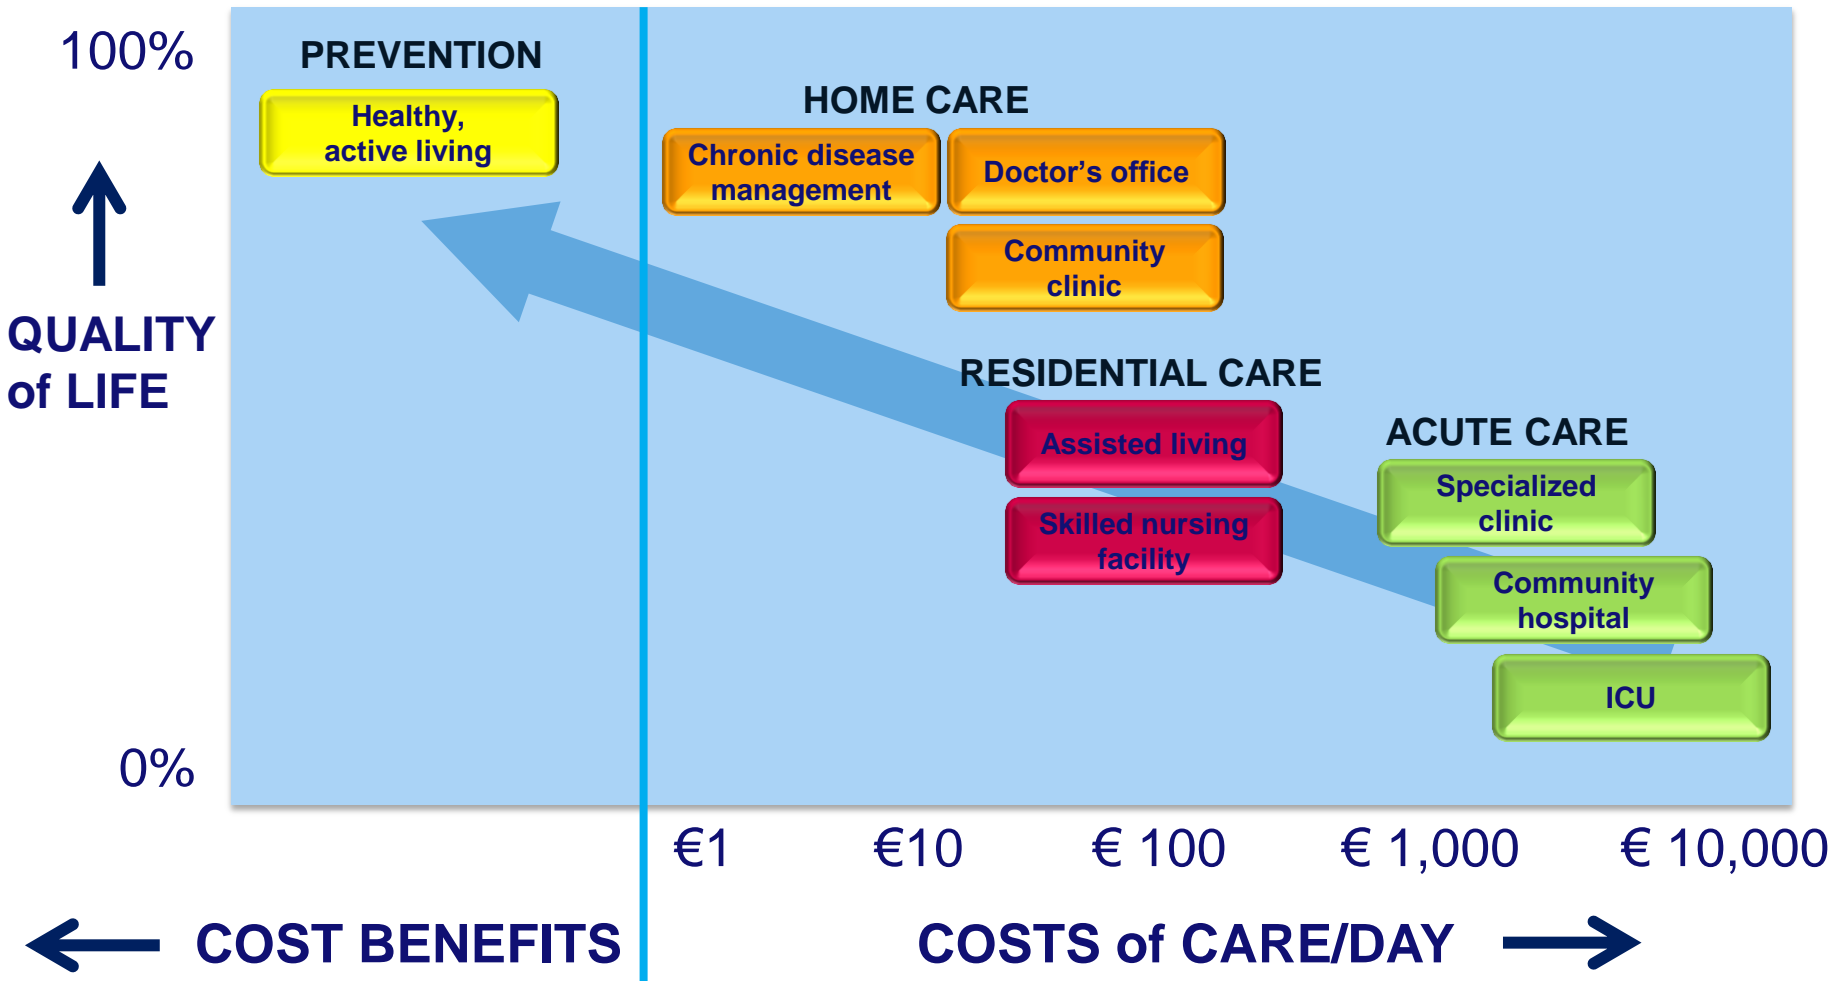 100%
PREVENTION
Healthy,
active living
HOME CARE
Chronic disease
management
Doctor’s office
Community
clinic
QUALITY
of LIFE
RESIDENTIAL CARE
Assisted living
Skilled nursing
facility
ACUTE CARE
Specialized
clinic
Community
hospital
ICU
0%
€1 €10 € 100 € 1,000 € 10,000
COST BENEFITS COSTS of CARE/DAY